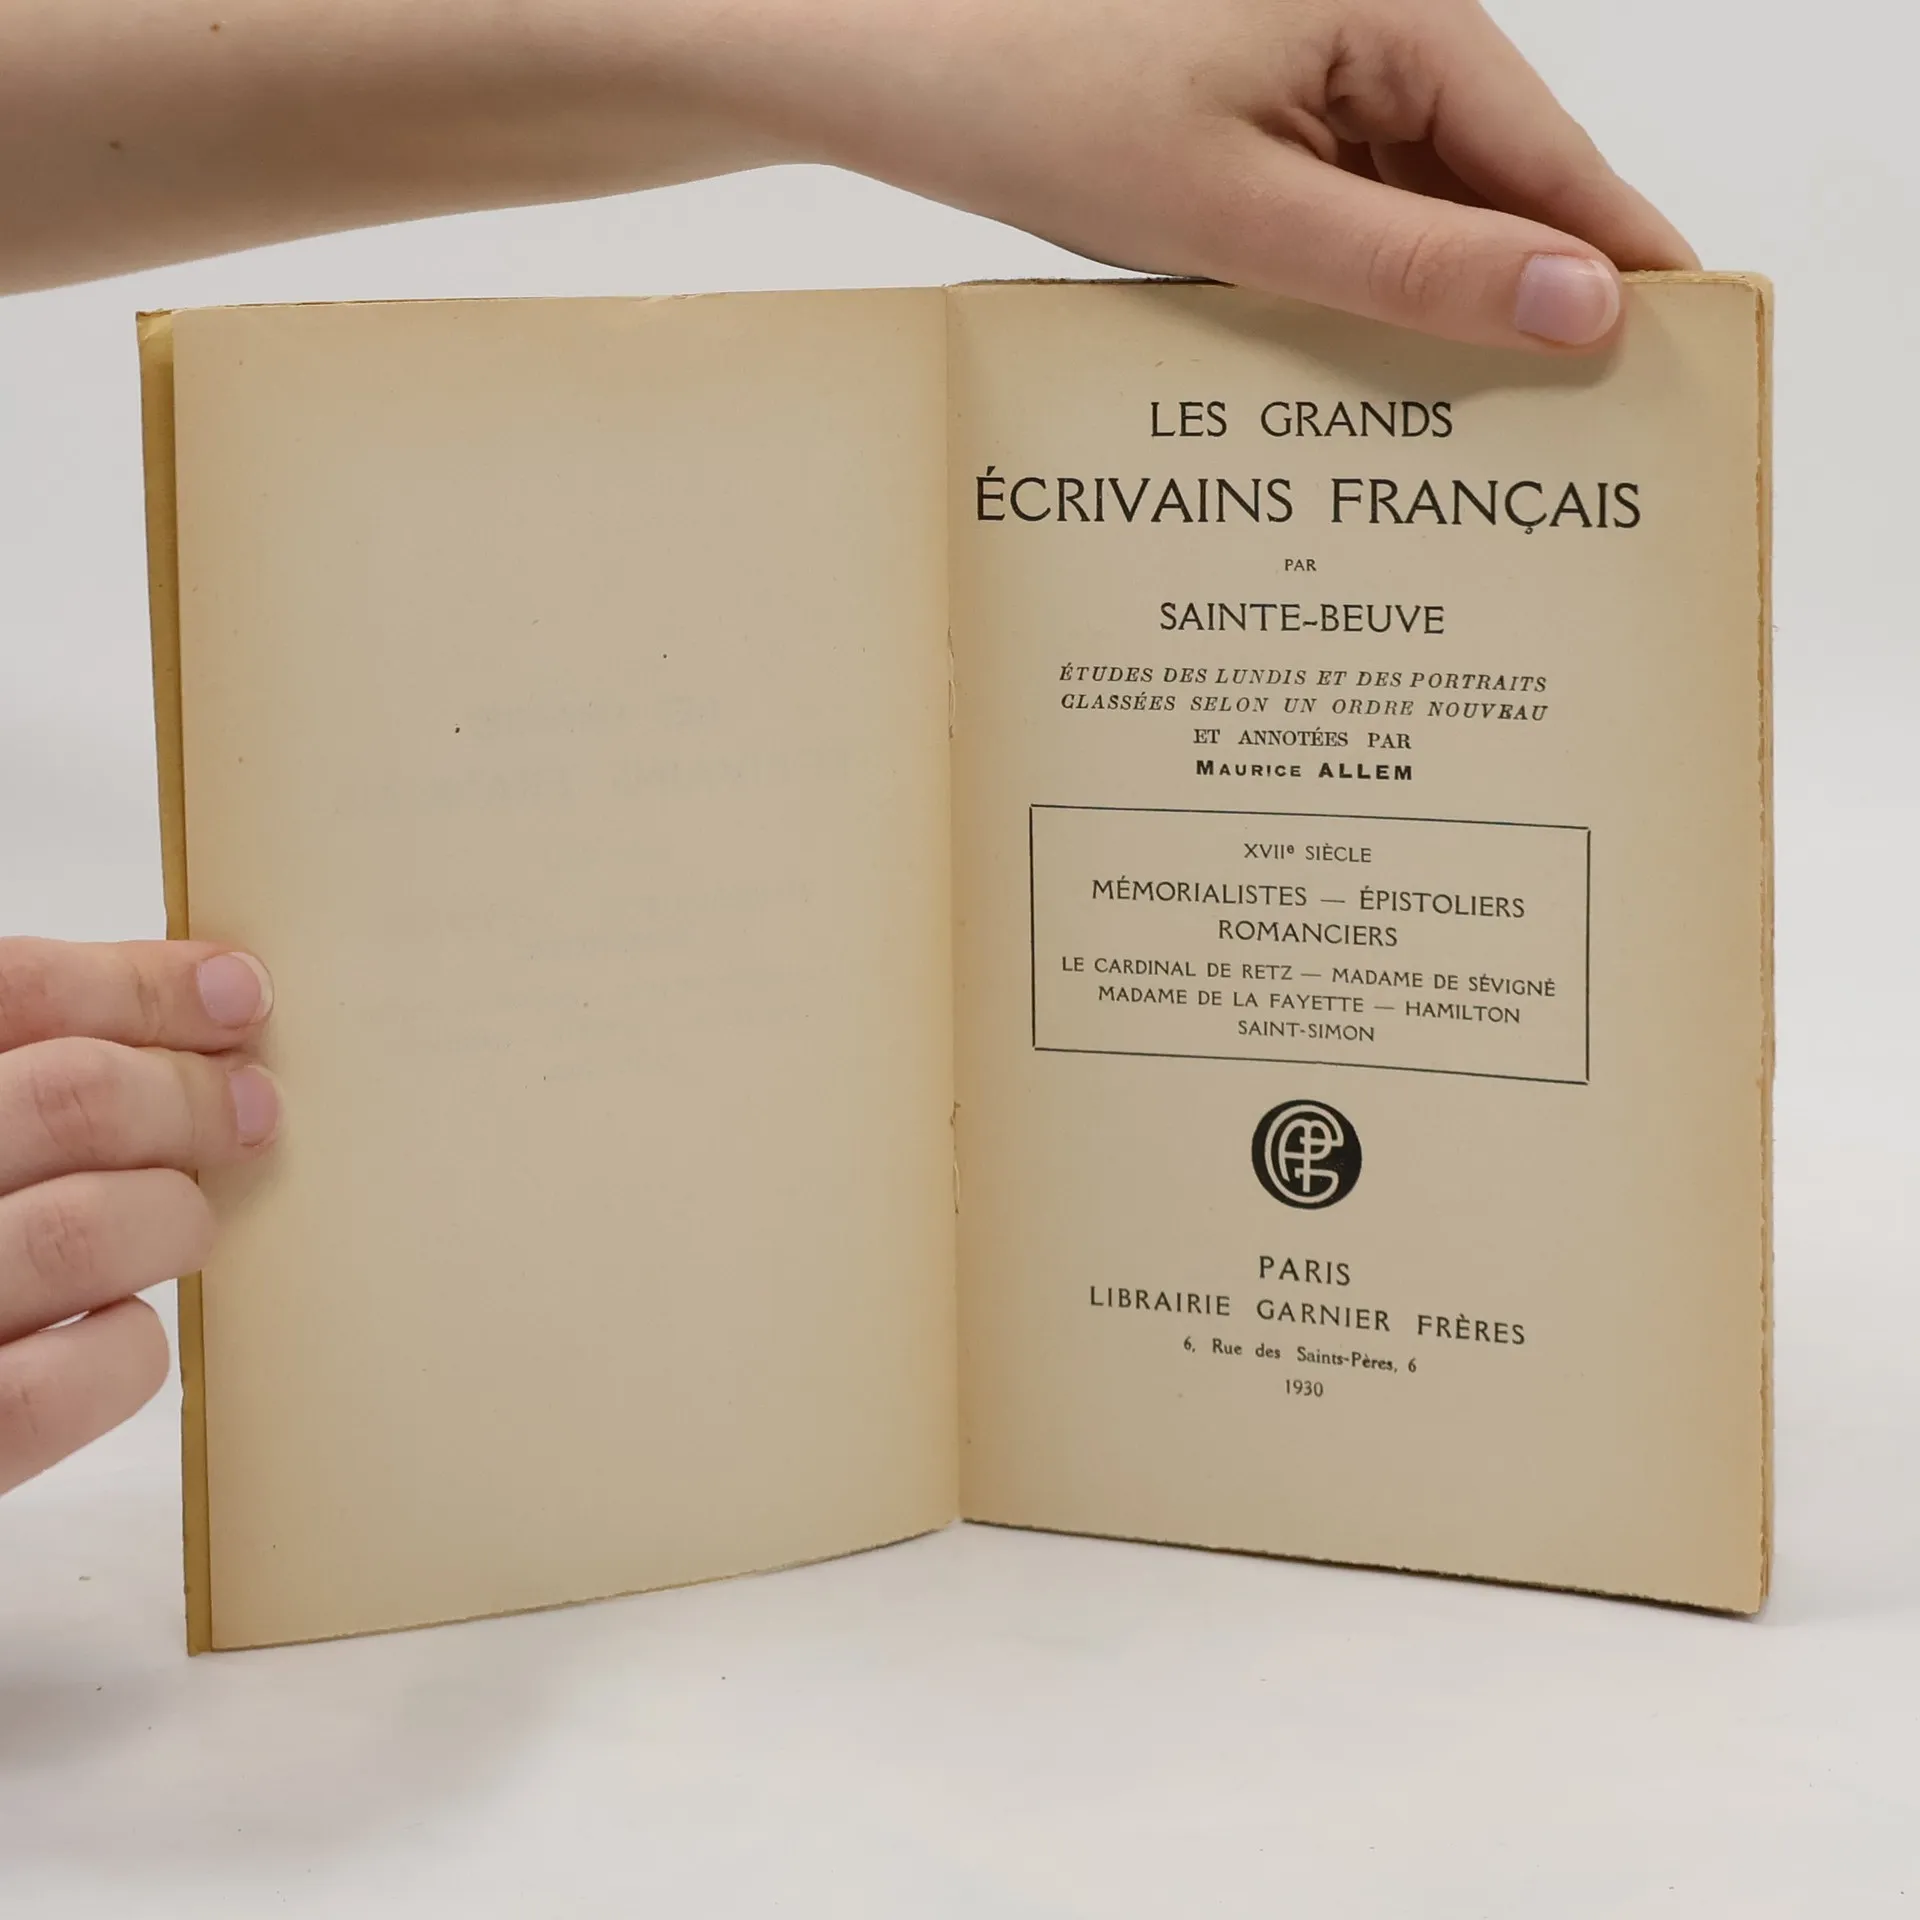 LES GRANDS
ÉCRIVAINS FRANÇAIS
PAR
SAINTE-BEUVE
ÉTUDES DES LUNDIS ET DES PORTRAITS
CLASSÉES SELON UN ORDRE NOUVEAU
ET ANNOTÉES PAR
MAURICE ALLEM
XVIIe SIÈCLE
MÉMORIALISTES — ÉPISTOLIERS
ROMANCIERS
LE CARDINAL DE RETZ — MADAME DE SÉVIGNÉ
MADAME DE LA FAYETTE — HAMILTON
SAINT-SIMON
PARIS
LIBRAIRIE GARNIER FRÈRES
6, Rue des Saints-Pères, 6
1930